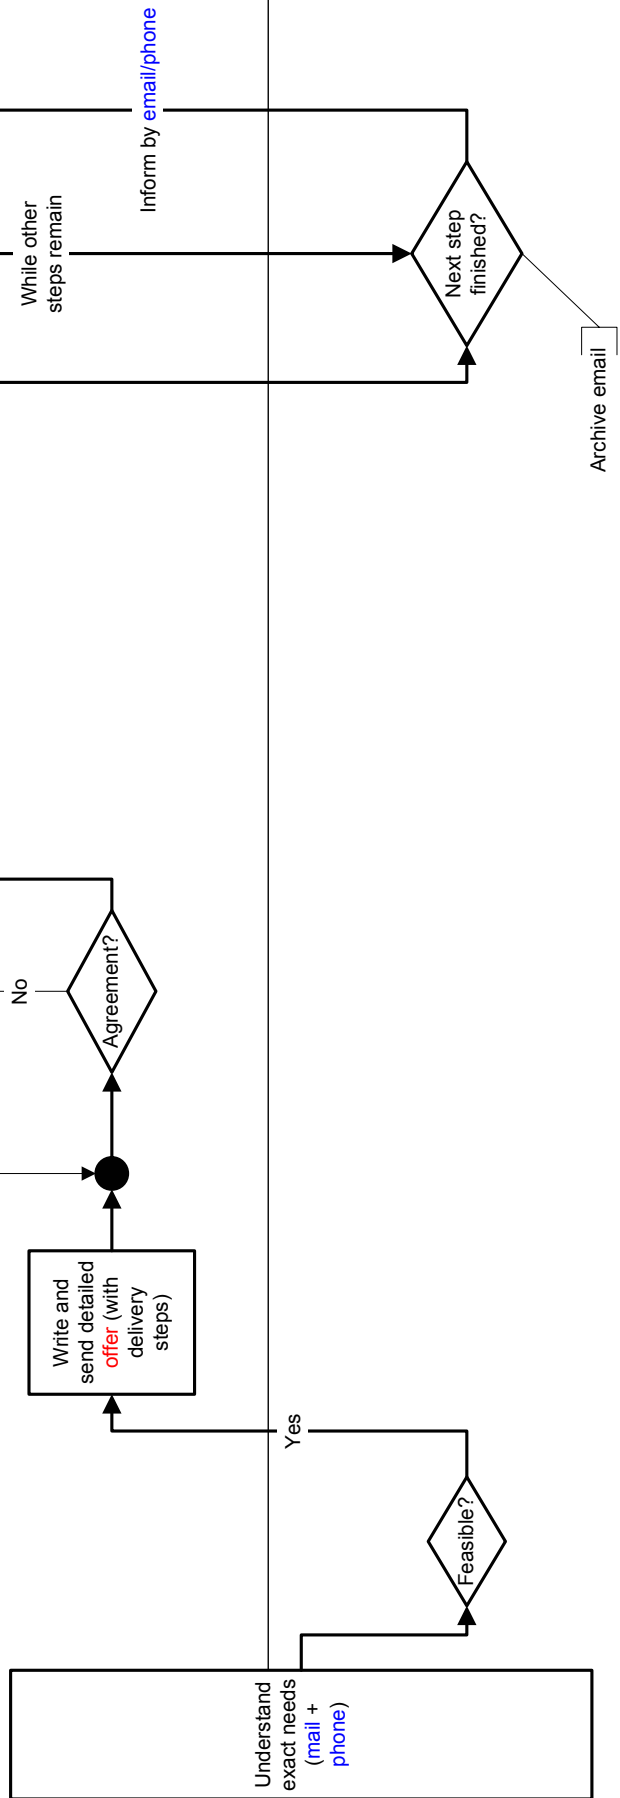 Understand
exact needs
(mail +
phone)
Feasible?
Yes
Write and
send detailed
offer (with
delivery
steps)
No
Agreement?
While other
steps remain
Inform by email/phone
Next step
finished?
Archive email